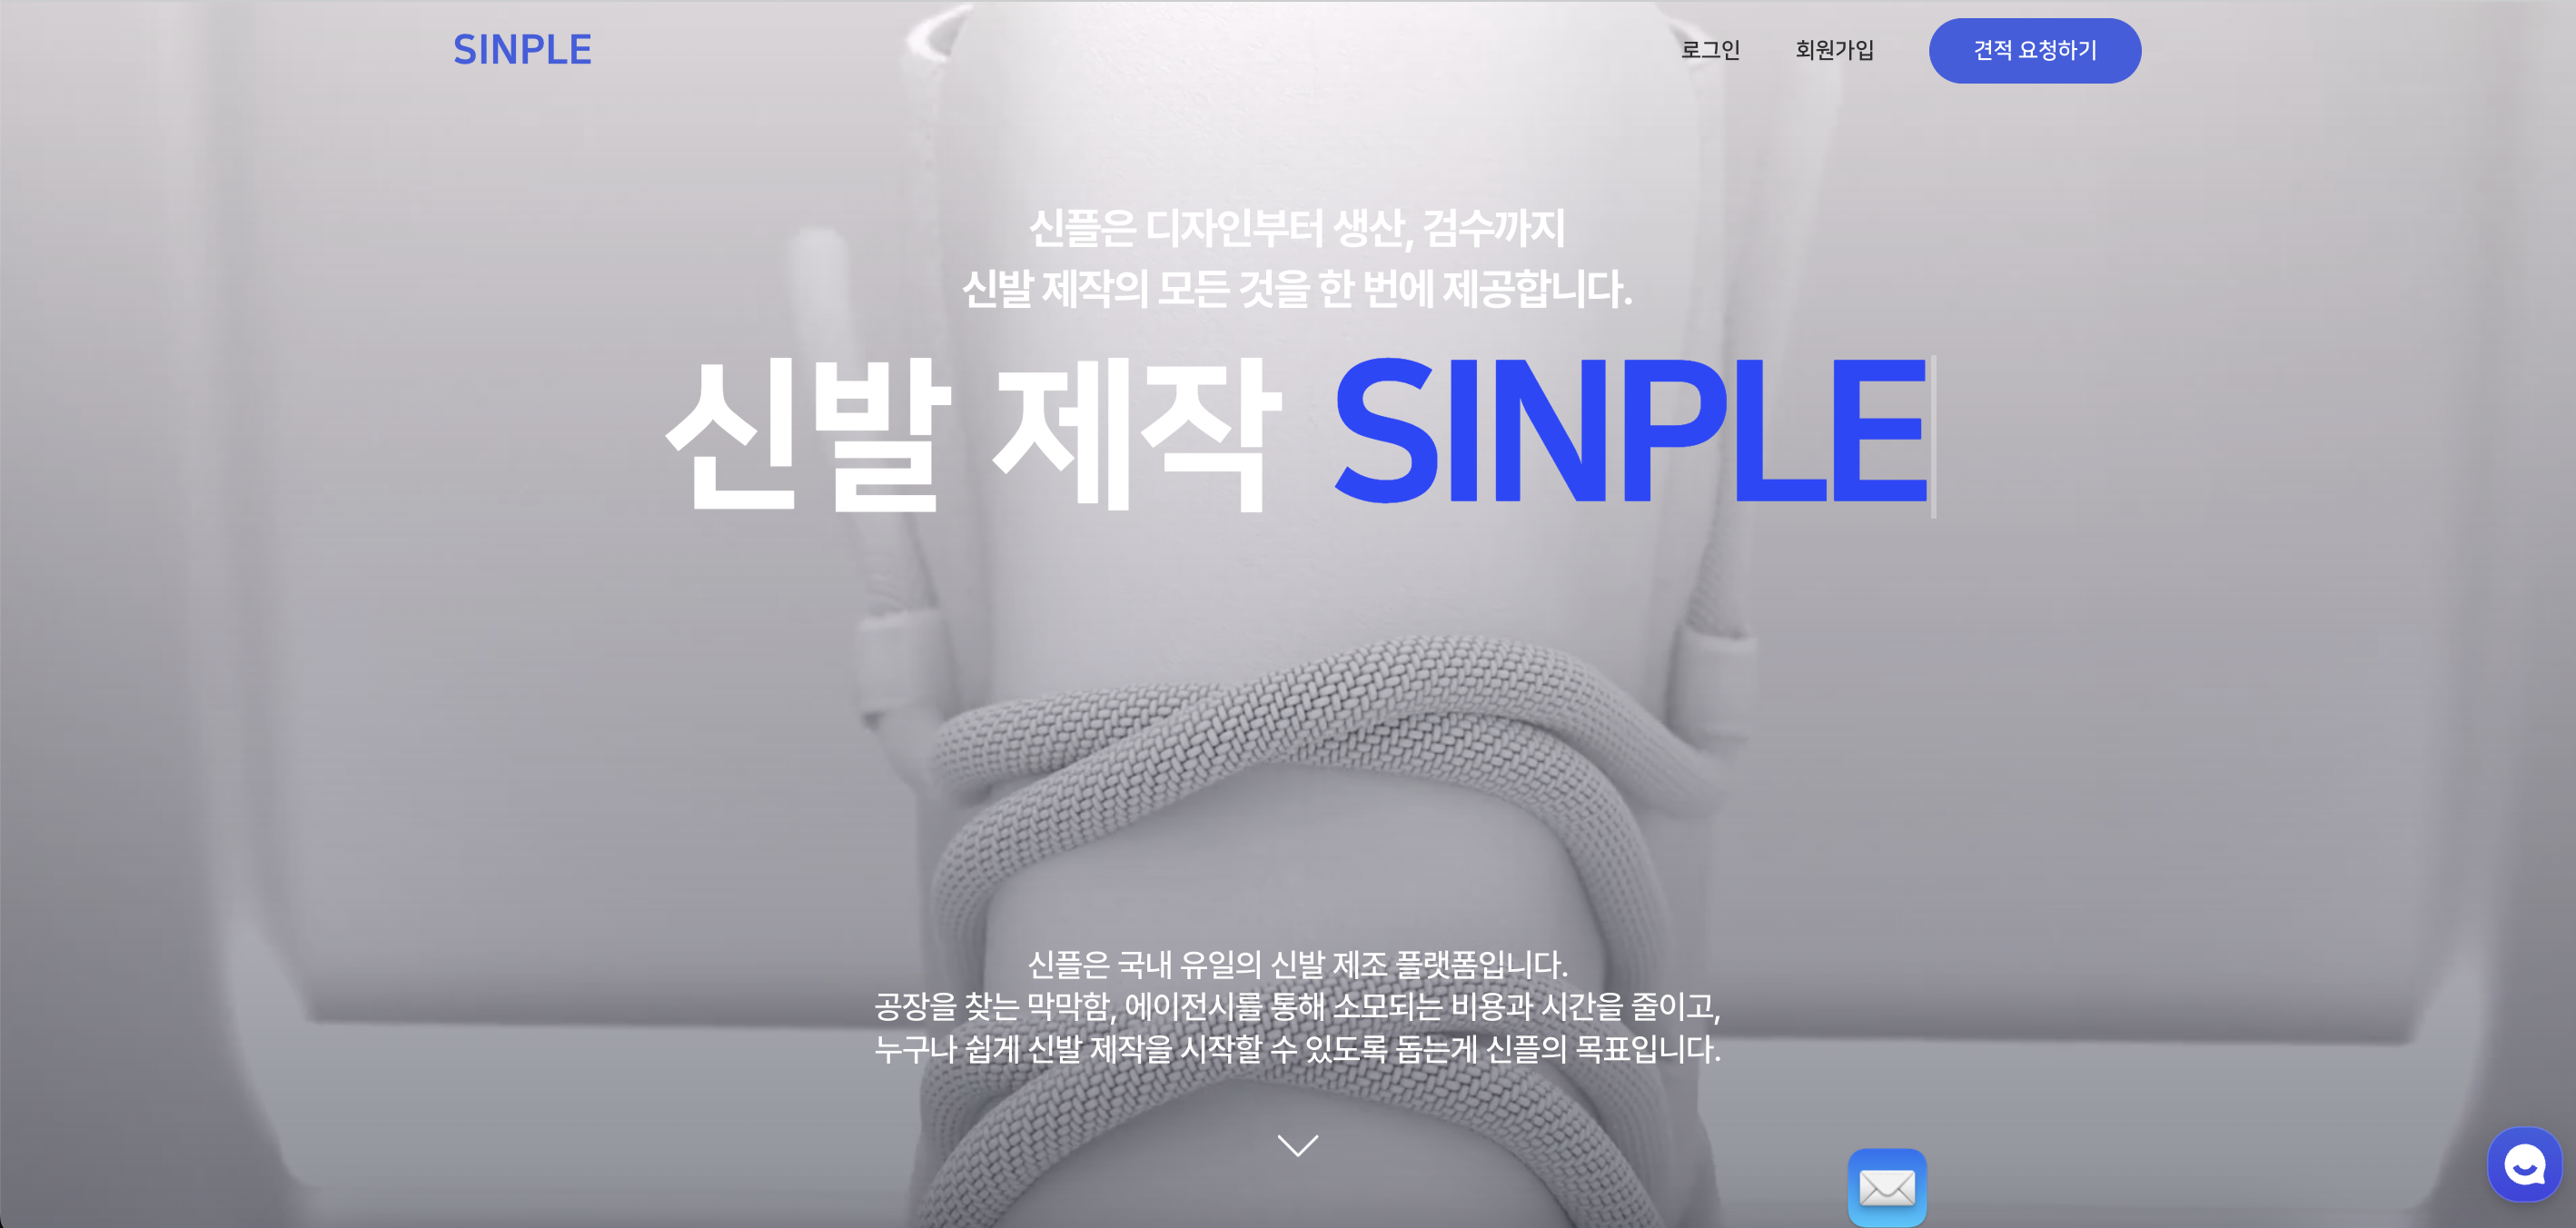 SINPLE
로그인
회원가입
견적 요청하기
신플은 디자인부터 생산, 검수까지
신발 제작의 모든 것을 한 번에 제공합니다.
신발 제작 SINPLE
신플은 국내 유일의 신발 제조 플랫폼입니다.
공장을 찾는 막막함, 에이전시를 통해 소모되는 비용과 시간을 줄이고,
누구나 쉽게 신발 제작을 시작할 수 있도록 돕는게 신플의 목표입니다.